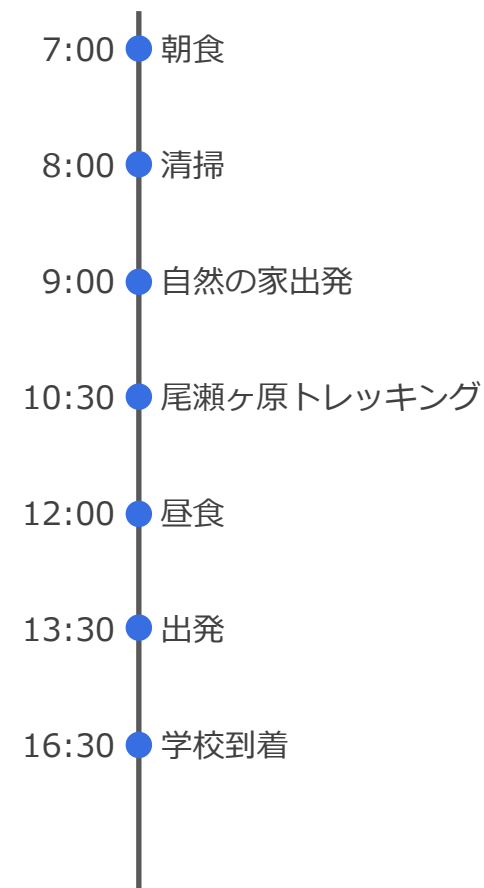 7:00 朝食
8:00 清掃
9:00 自然の家出発
10:30 尾瀬ヶ原トレッキング
12:00 昼食
13:30 出発
16:30 学校到着